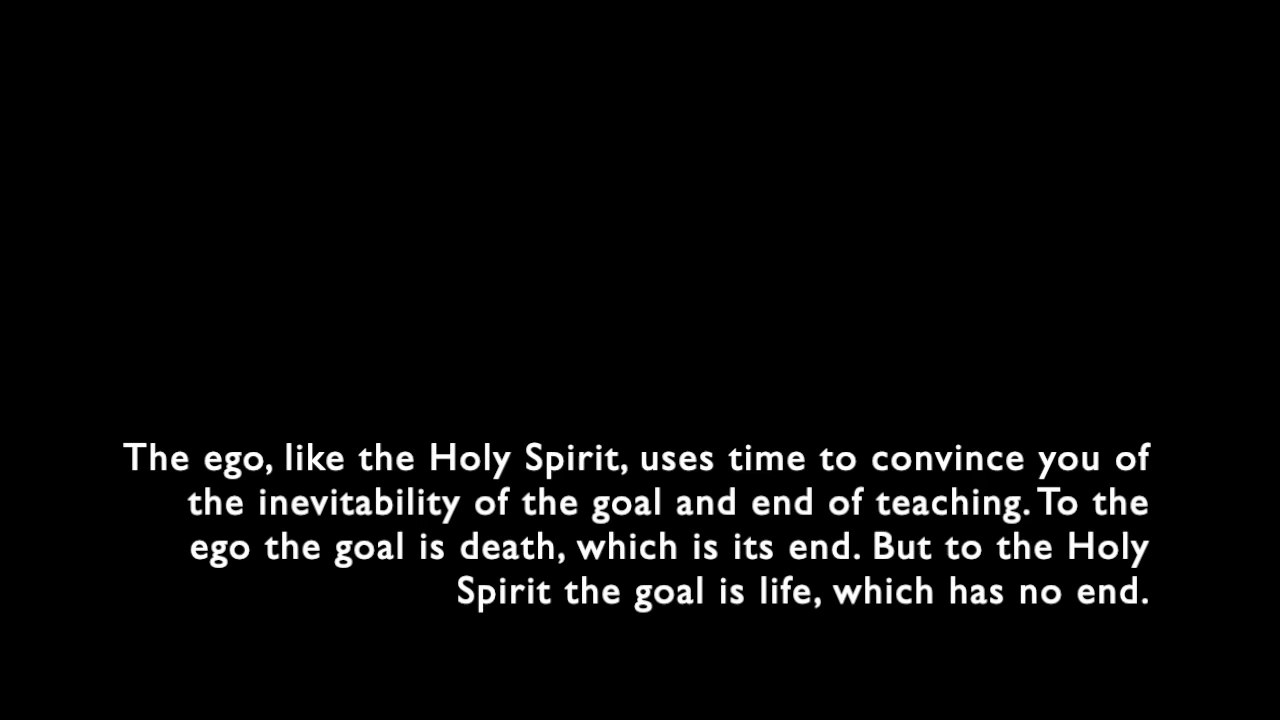 The ego, like the Holy Spirit, uses time to convince you of
the inevitability of the goal and end of teaching. To the
ego the goal is death, which is its end. But to the Holy
Spirit the goal is life, which has no end.